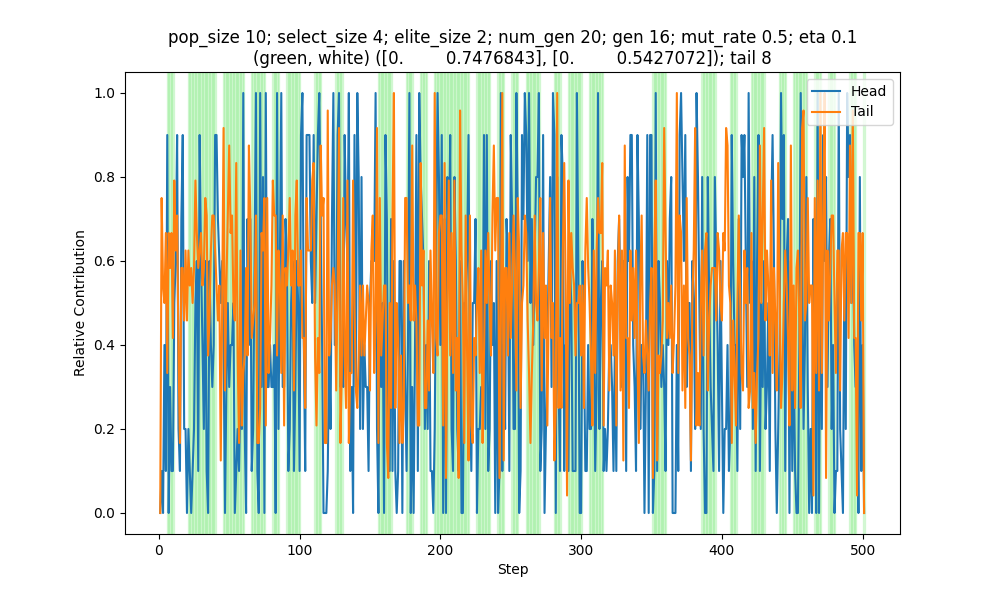 pop_size 10; select_size 4; elite_size 2; num_gen 20; gen 16; mut_rate 0.5; eta 0.1
(green, white) ([0. 0.7476843], [0. 0.5427072]); tail 8
Head
Tail
1.0
0.8
0.6
0.4
0.2
0.0
Relative Contribution
0 100 200 300 400 500
Step